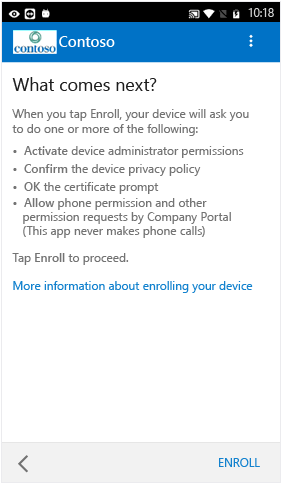 10:18
contoso
Contoso
What comes next?
When you tap Enroll, your device will ask you
to do one or more of the following:
• Activate device administrator permissions
• Confirm the device privacy policy
• OK the certificate prompt
• Allow phone permission and other
permission requests by Company Portal
(This app never makes phone calls)
Tap Enroll to proceed.
More information about enrolling your device
ENROLL